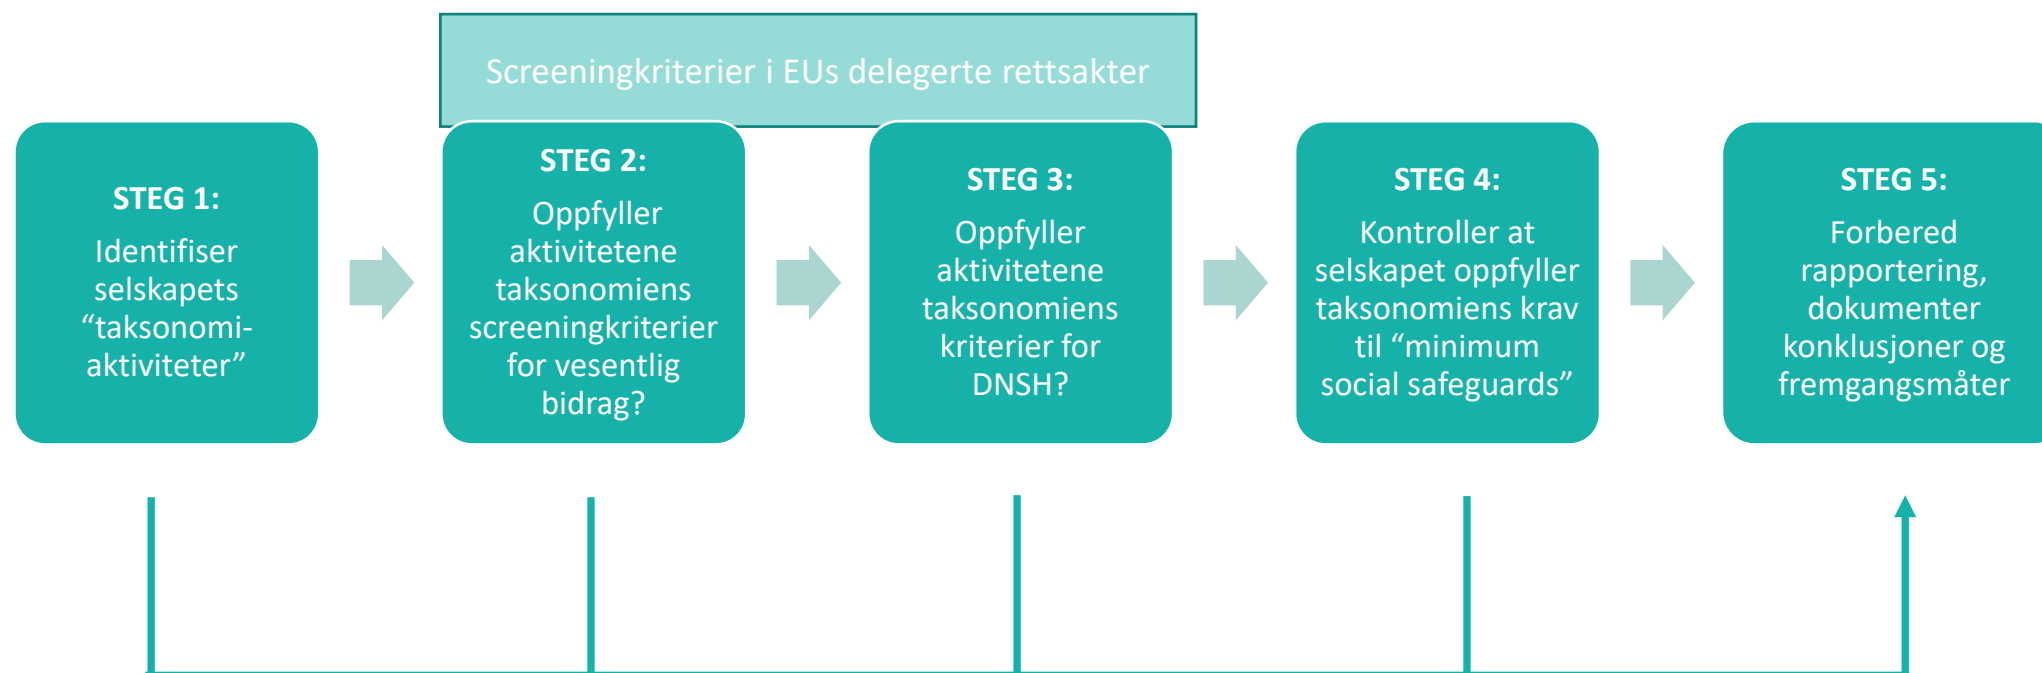 Screeningkriterier i EUs delegerte rettsakter
STEG 1:
Identifiser
selskapets
“taksonomi-
aktiviteter”
STEG 2:
Oppfyller
aktivitetene
taksonomiens
screeningkriterier
for vesentlig
bidrag?
STEG 3:
Oppfyller
aktivitetene
taksonomiens
kriterier for
DNSH?
STEG 4:
Kontroller at
selskapet oppfyller
taksonomiens krav
til “minimum
social safeguards”
STEG 5:
Forbered
rapportering,
dokumenter
konklusjoner og
fremgangsmåter